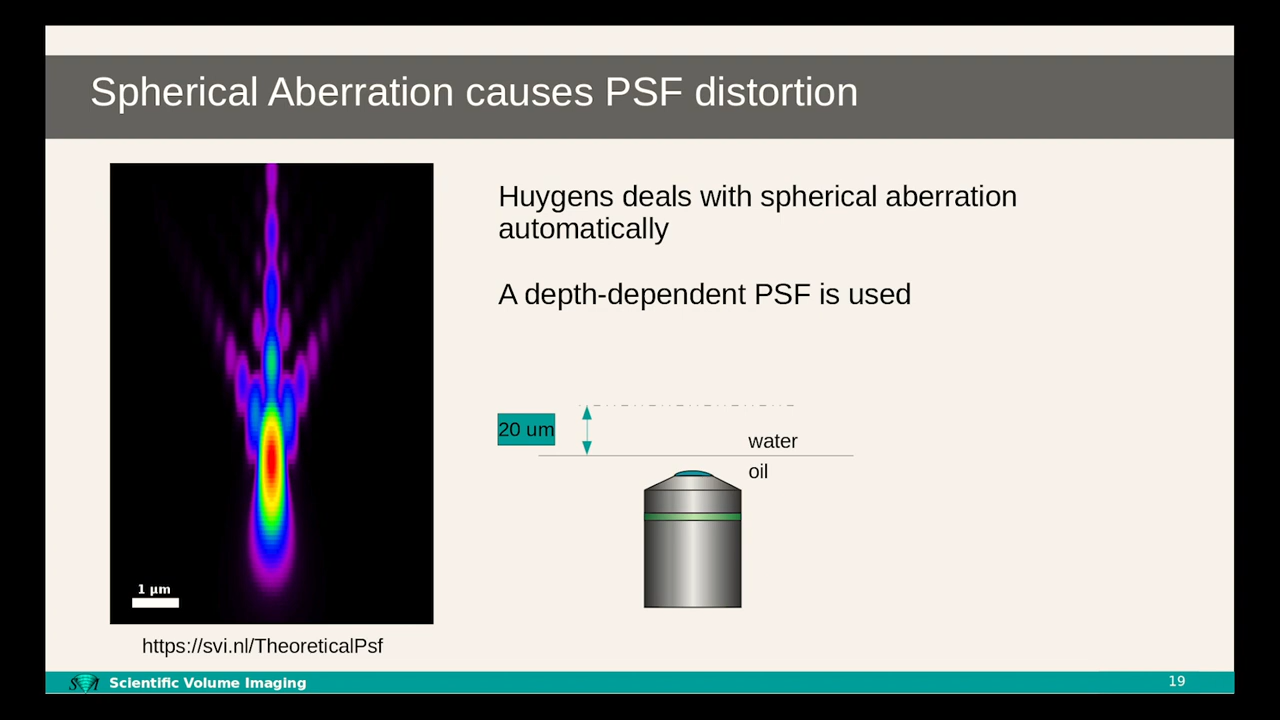 Spherical Aberration causes PSF distortion
Huygens deals with spherical aberration
automatically
A depth-dependent PSF is used
20 um
water
oil
1 µm
https://svi.nl/TheoreticalPsf
SVI Scientific Volume Imaging
19